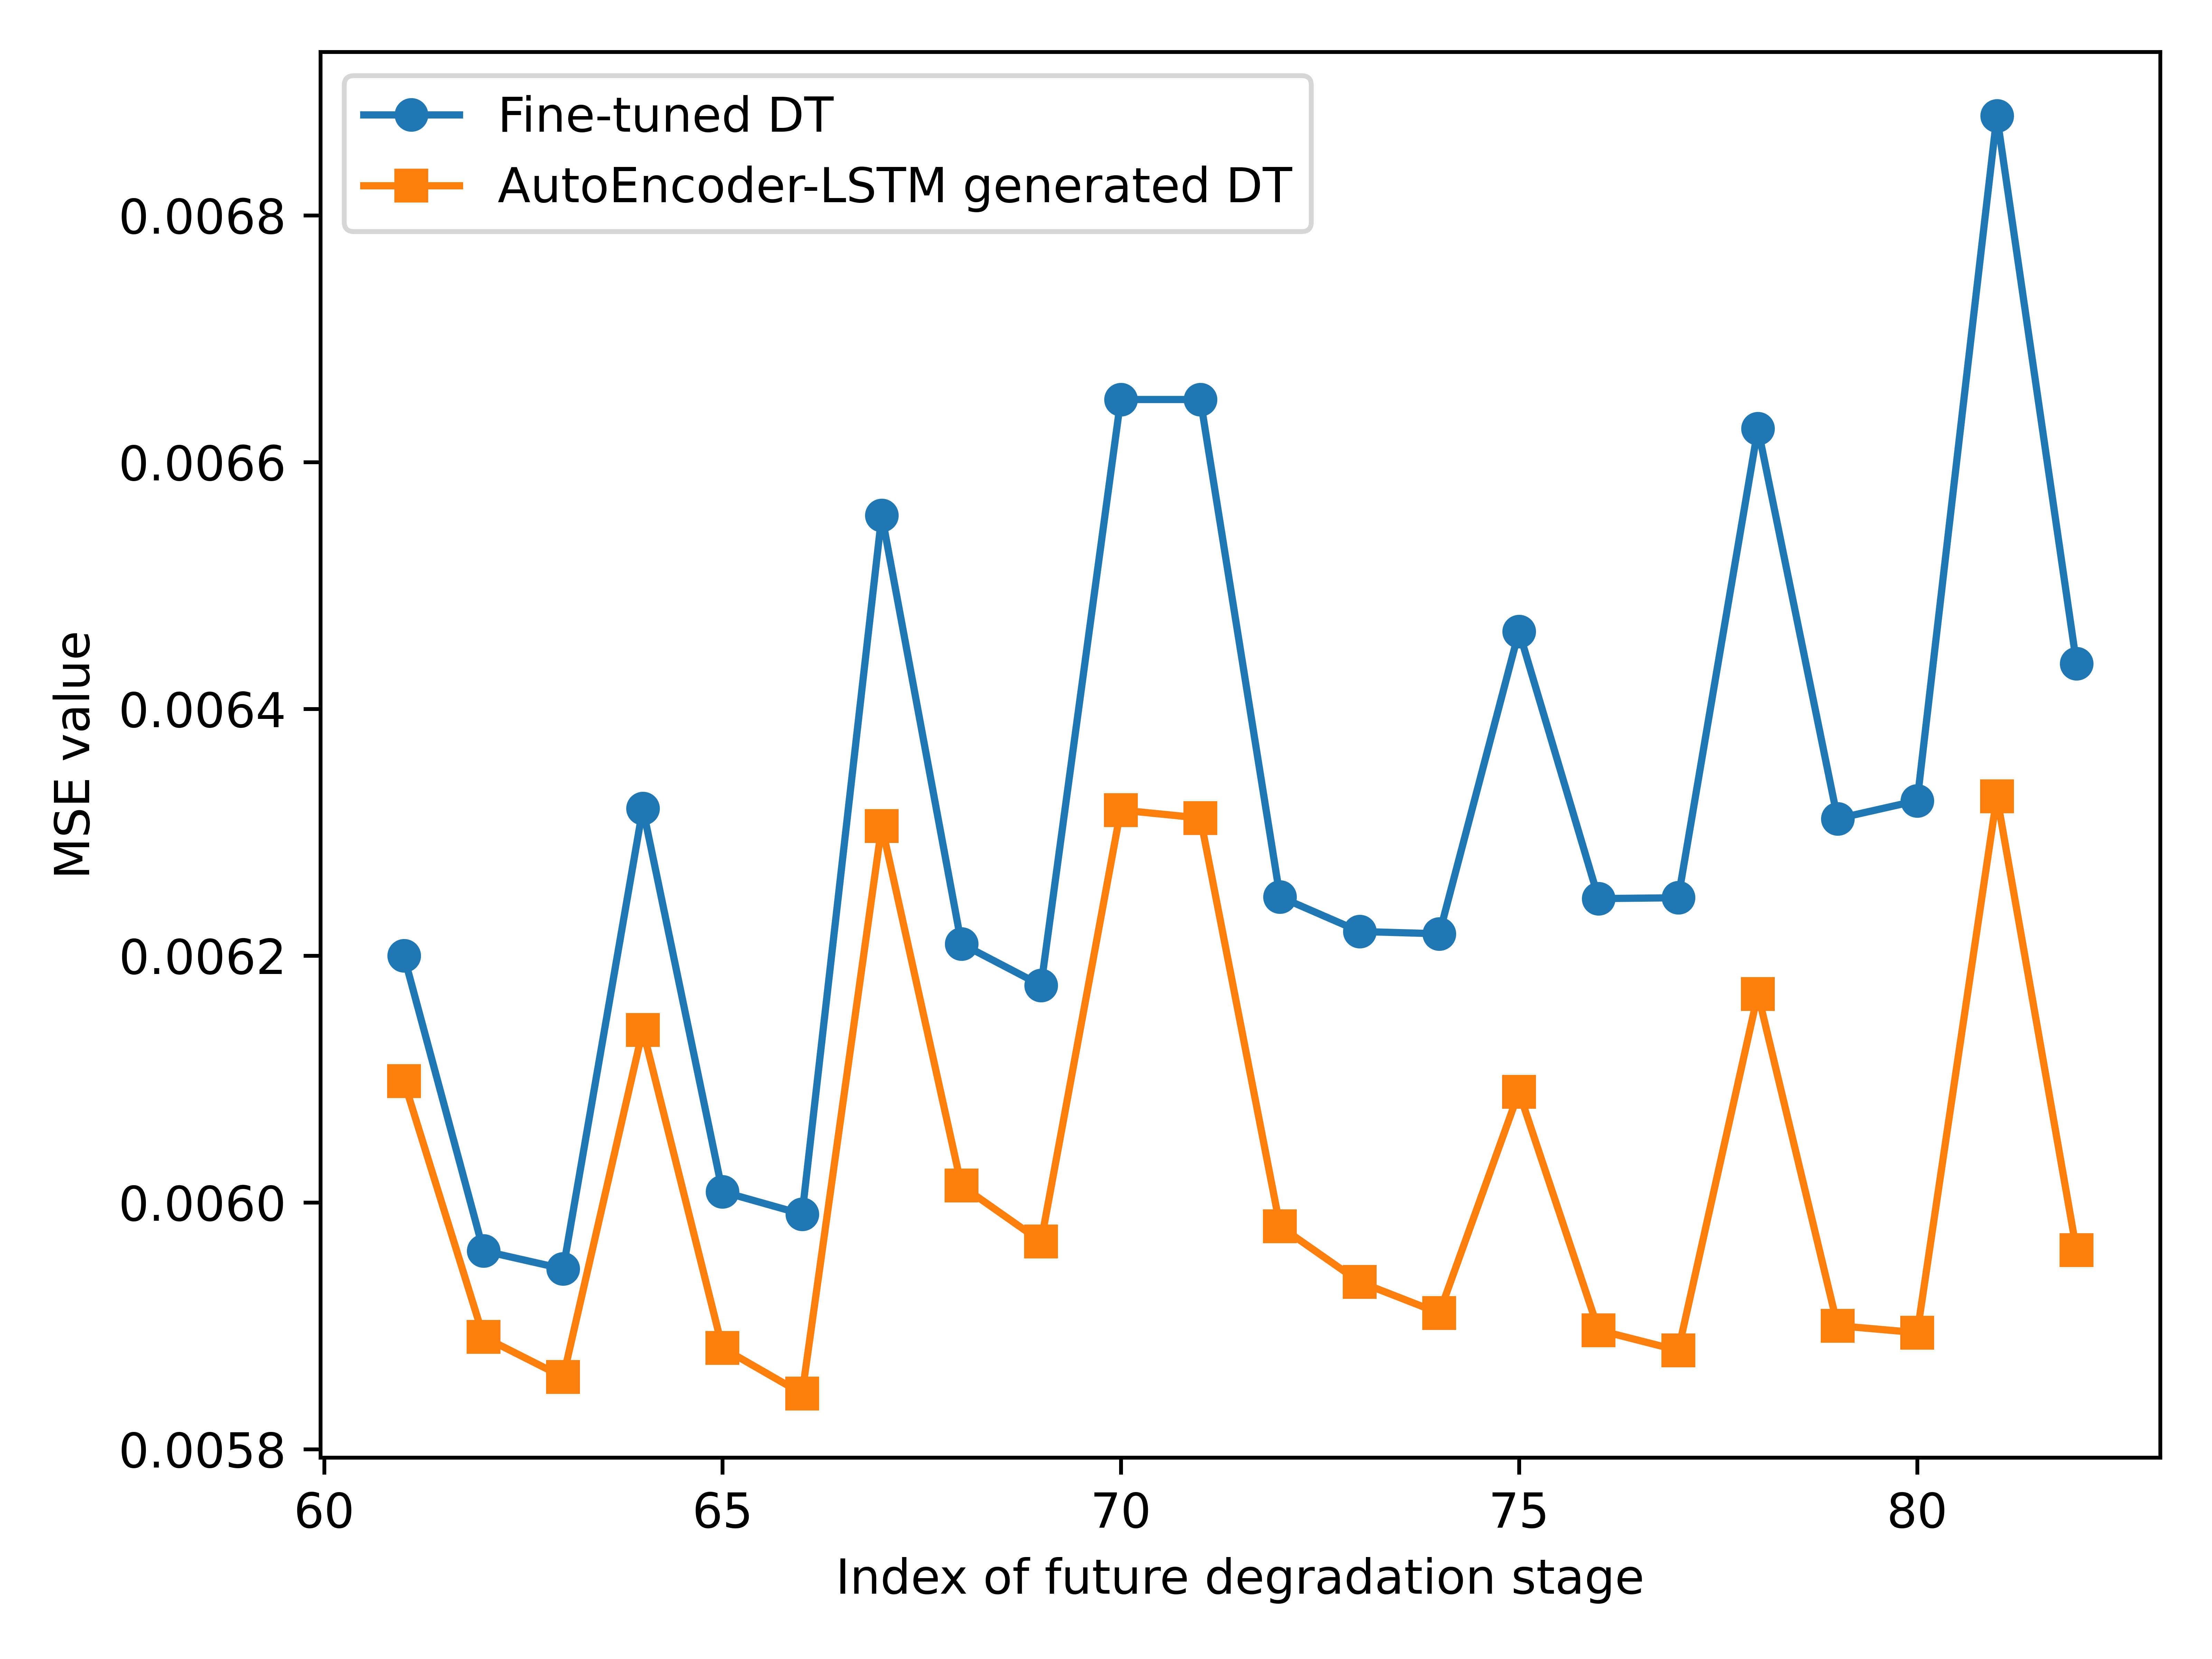 Fine-tuned DT
AutoEncoder-LSTM generated DT
0.0068
0.0066
0.0064
0.0062
0.0060
0.0058
MSE value
60 65 70 75 80
Index of future degradation stage